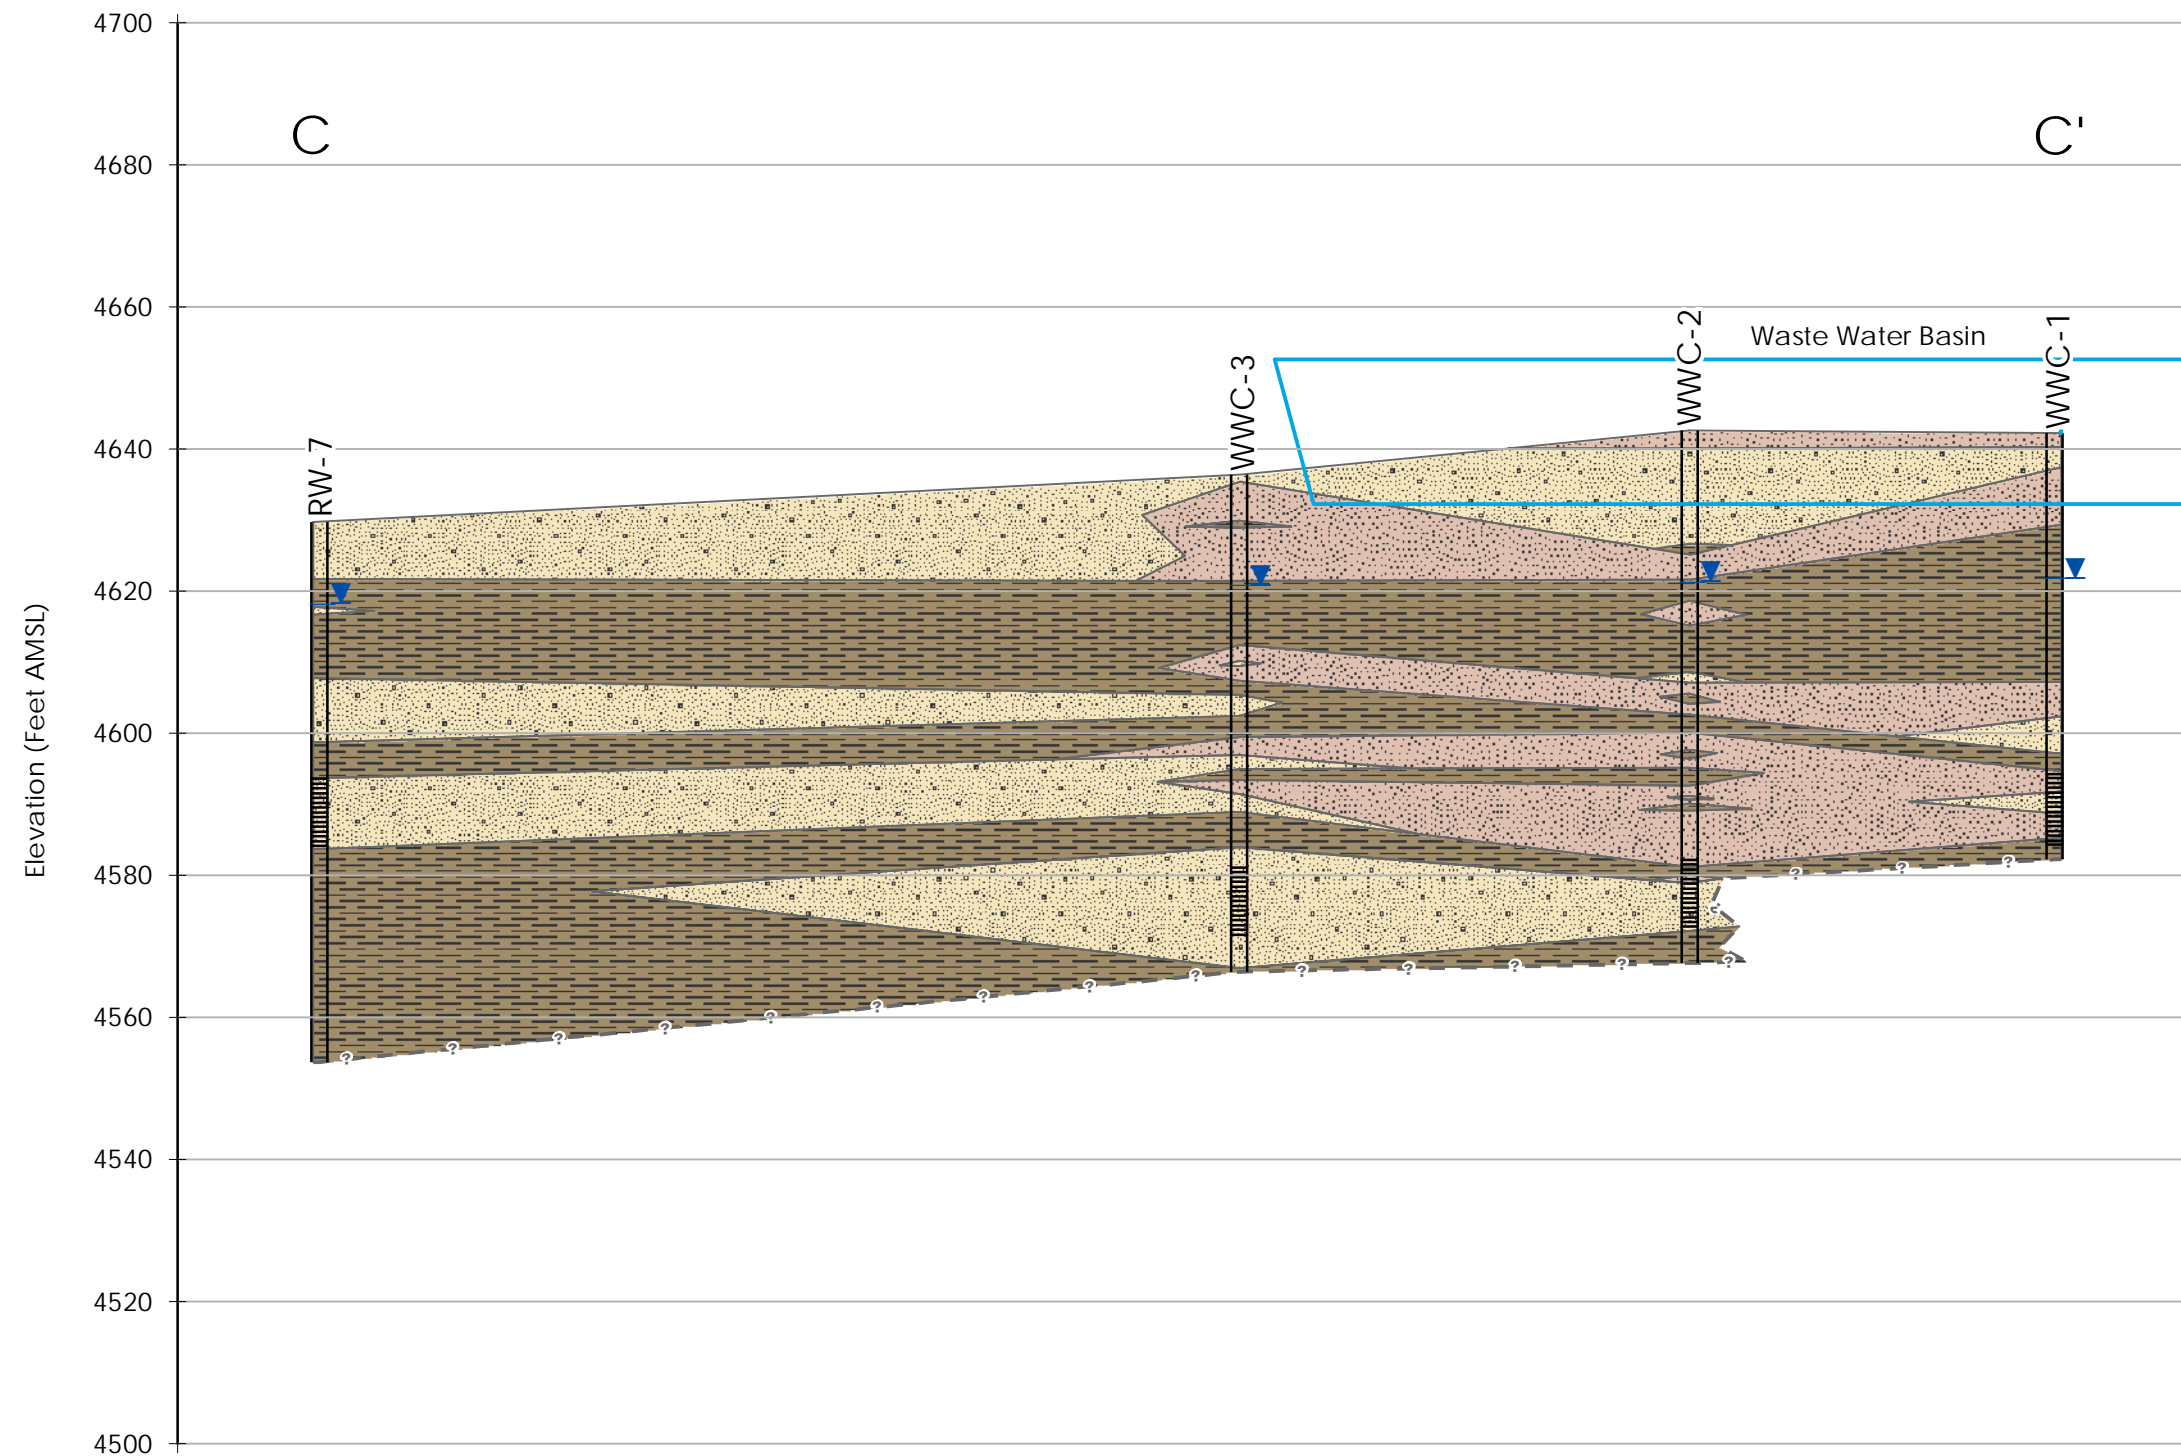 4700
C
C'
4680
4660
WWC-2
WWC-1
Waste Water Basin
WWC-3
4640
RW-7
4620
Elevation (Feet AMSL)
4600
4580
? ? ?
?
? ? ? ? ? ?
? ? ? ? ? ? ? ? ?
4560
4540
4520
4500